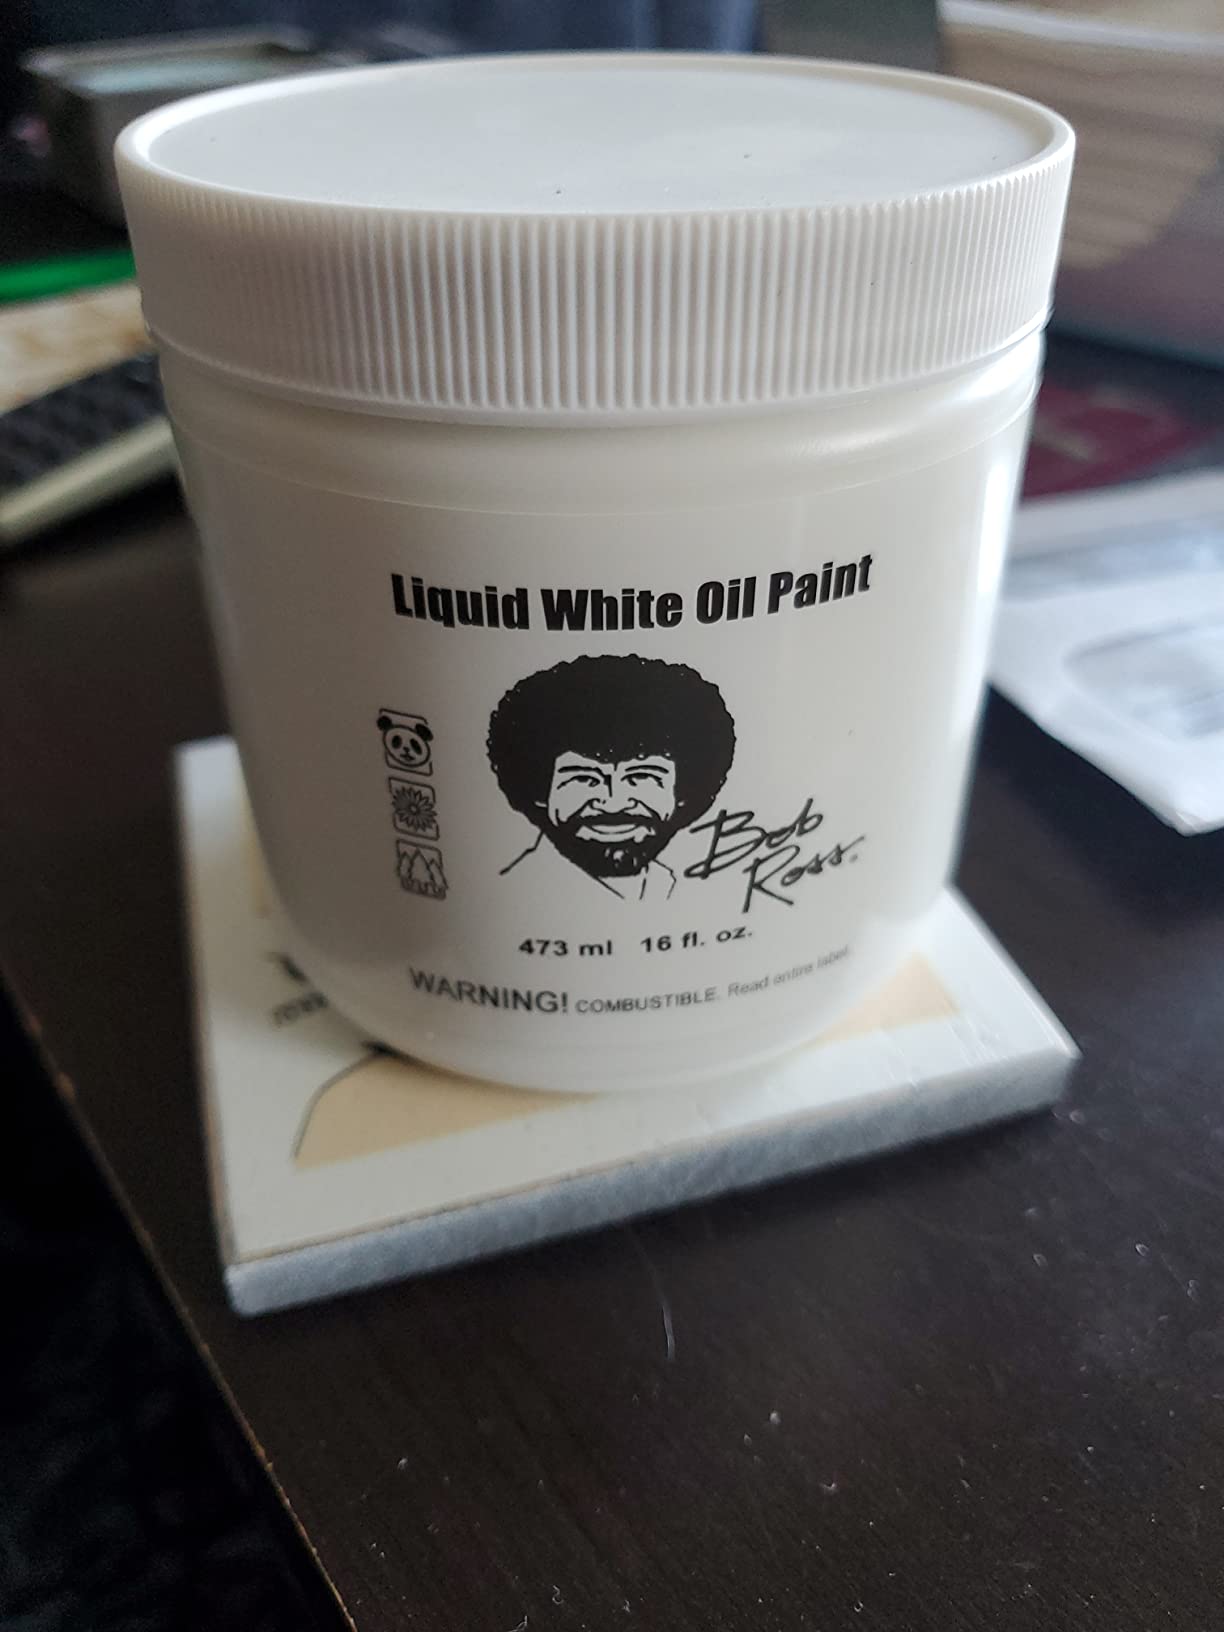 Liquid White Oil Paint
Bob
Ross.
473 ml 16 fl. oz.
WARNING! COMBUSTIBLE. Read entire label.